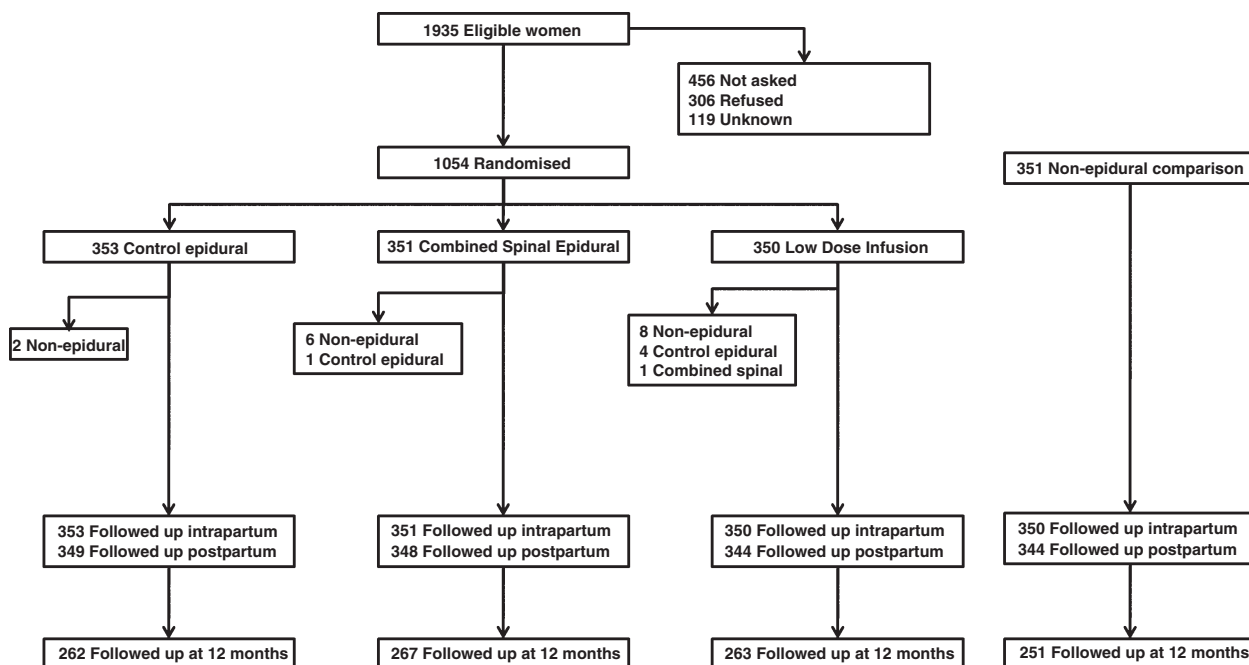 1935 Eligible women
456 Not asked
306 Refused
119 Unknown
1054 Randomised
351 Non-epidural comparison
353 Control epidural
351 Combined Spinal Epidural
350 Low Dose Infusion
2 Non-epidural
6 Non-epidural
1 Control epidural
8 Non-epidural
4 Control epidural
1 Combined spinal
353 Followed up intrapartum
349 Followed up postpartum
351 Followed up intrapartum
348 Followed up postpartum
350 Followed up intrapartum
344 Followed up postpartum
350 Followed up intrapartum
344 Followed up postpartum
262 Followed up at 12 months
267 Followed up at 12 months
263 Followed up at 12 months
251 Followed up at 12 months